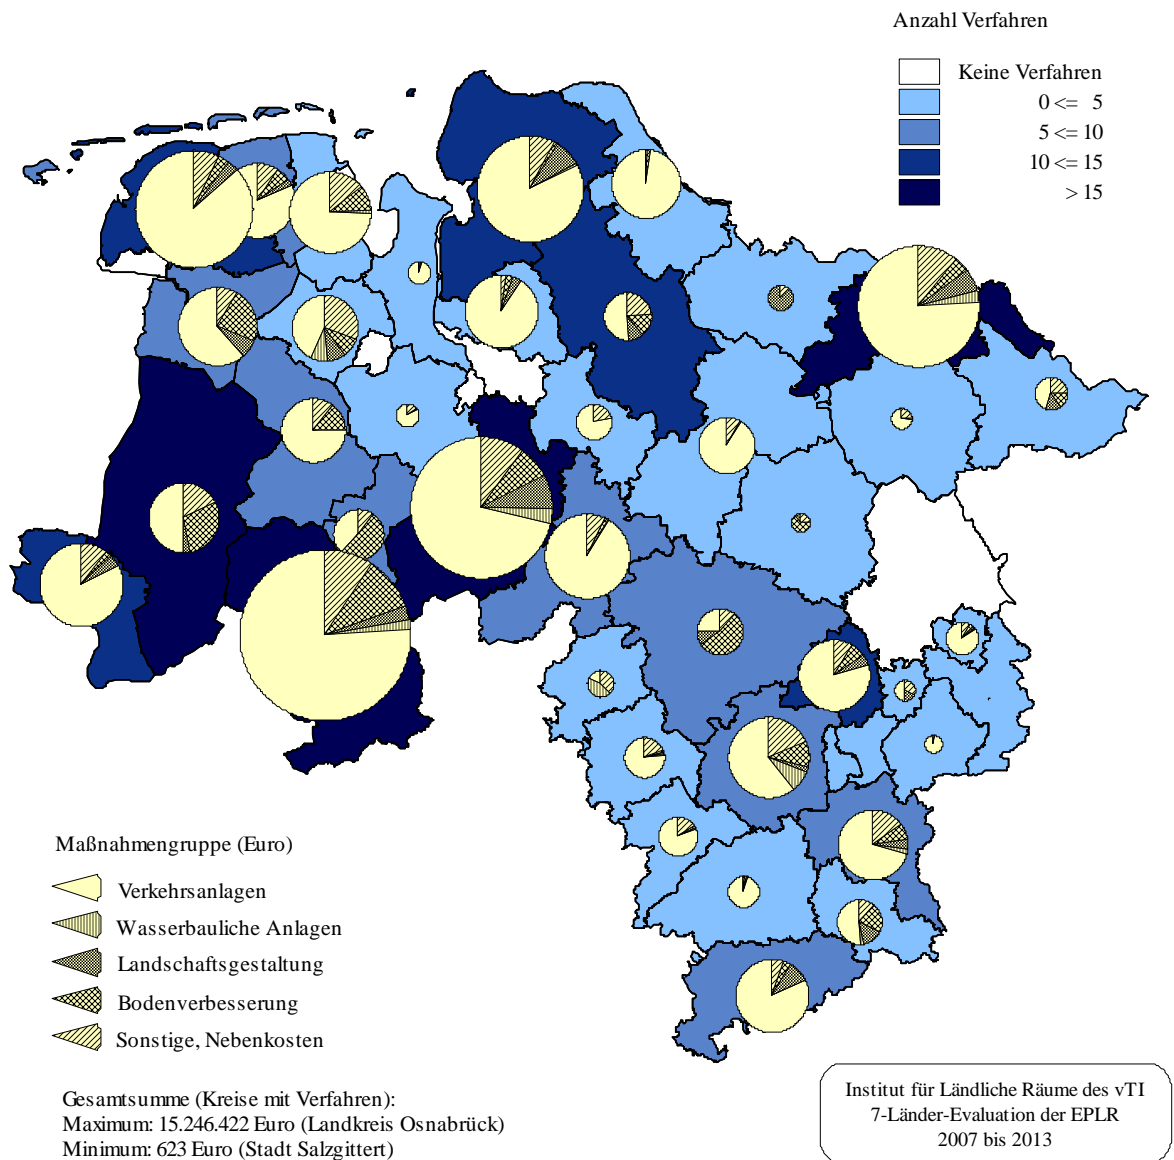 Anzahl Verfahren
Keine Verfahren
0 <= 5
5 <= 10
10 <= 15
> 15
Maßnahmengruppe (Euro)
Verkehrsanlagen
Wasserbauliche Anlagen
Landschaftsgestaltung
Bodenverbesserung
Sonstige, Nebenkosten
Gesamtsumme (Kreise mit Verfahren):
Maximum: 15.246.422 Euro (Landkreis Osnabrück)
Minimum: 623 Euro (Stadt Salzgittert)
Institut für Ländliche Räume des vTI
7-Länder-Evaluation der EPLR
2007 bis 2013